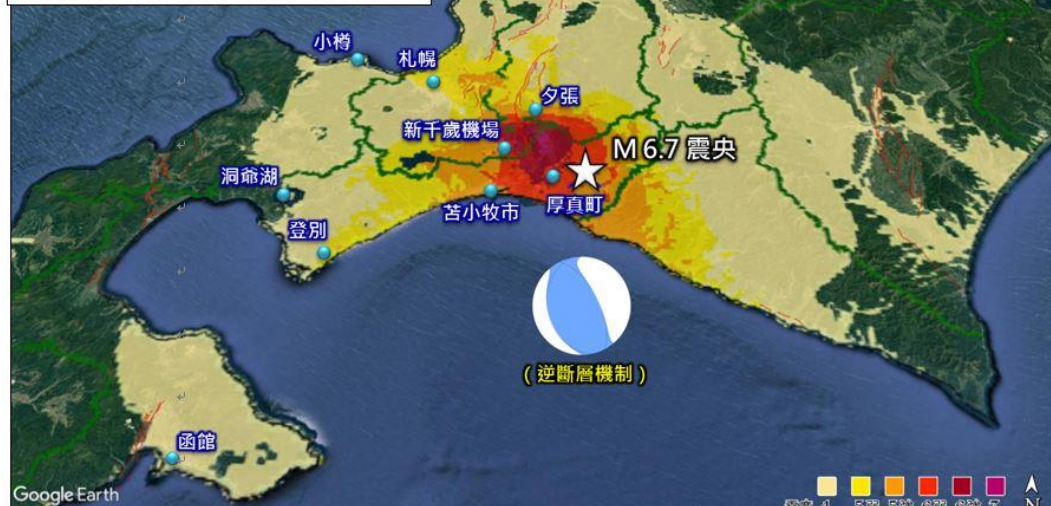 小樽
札幌
夕張
新千歲機場
M 6.7 震央
洞爺湖
苫小牧市
厚真町
登別
(逆斷層機制)
函館
Google Earth
N